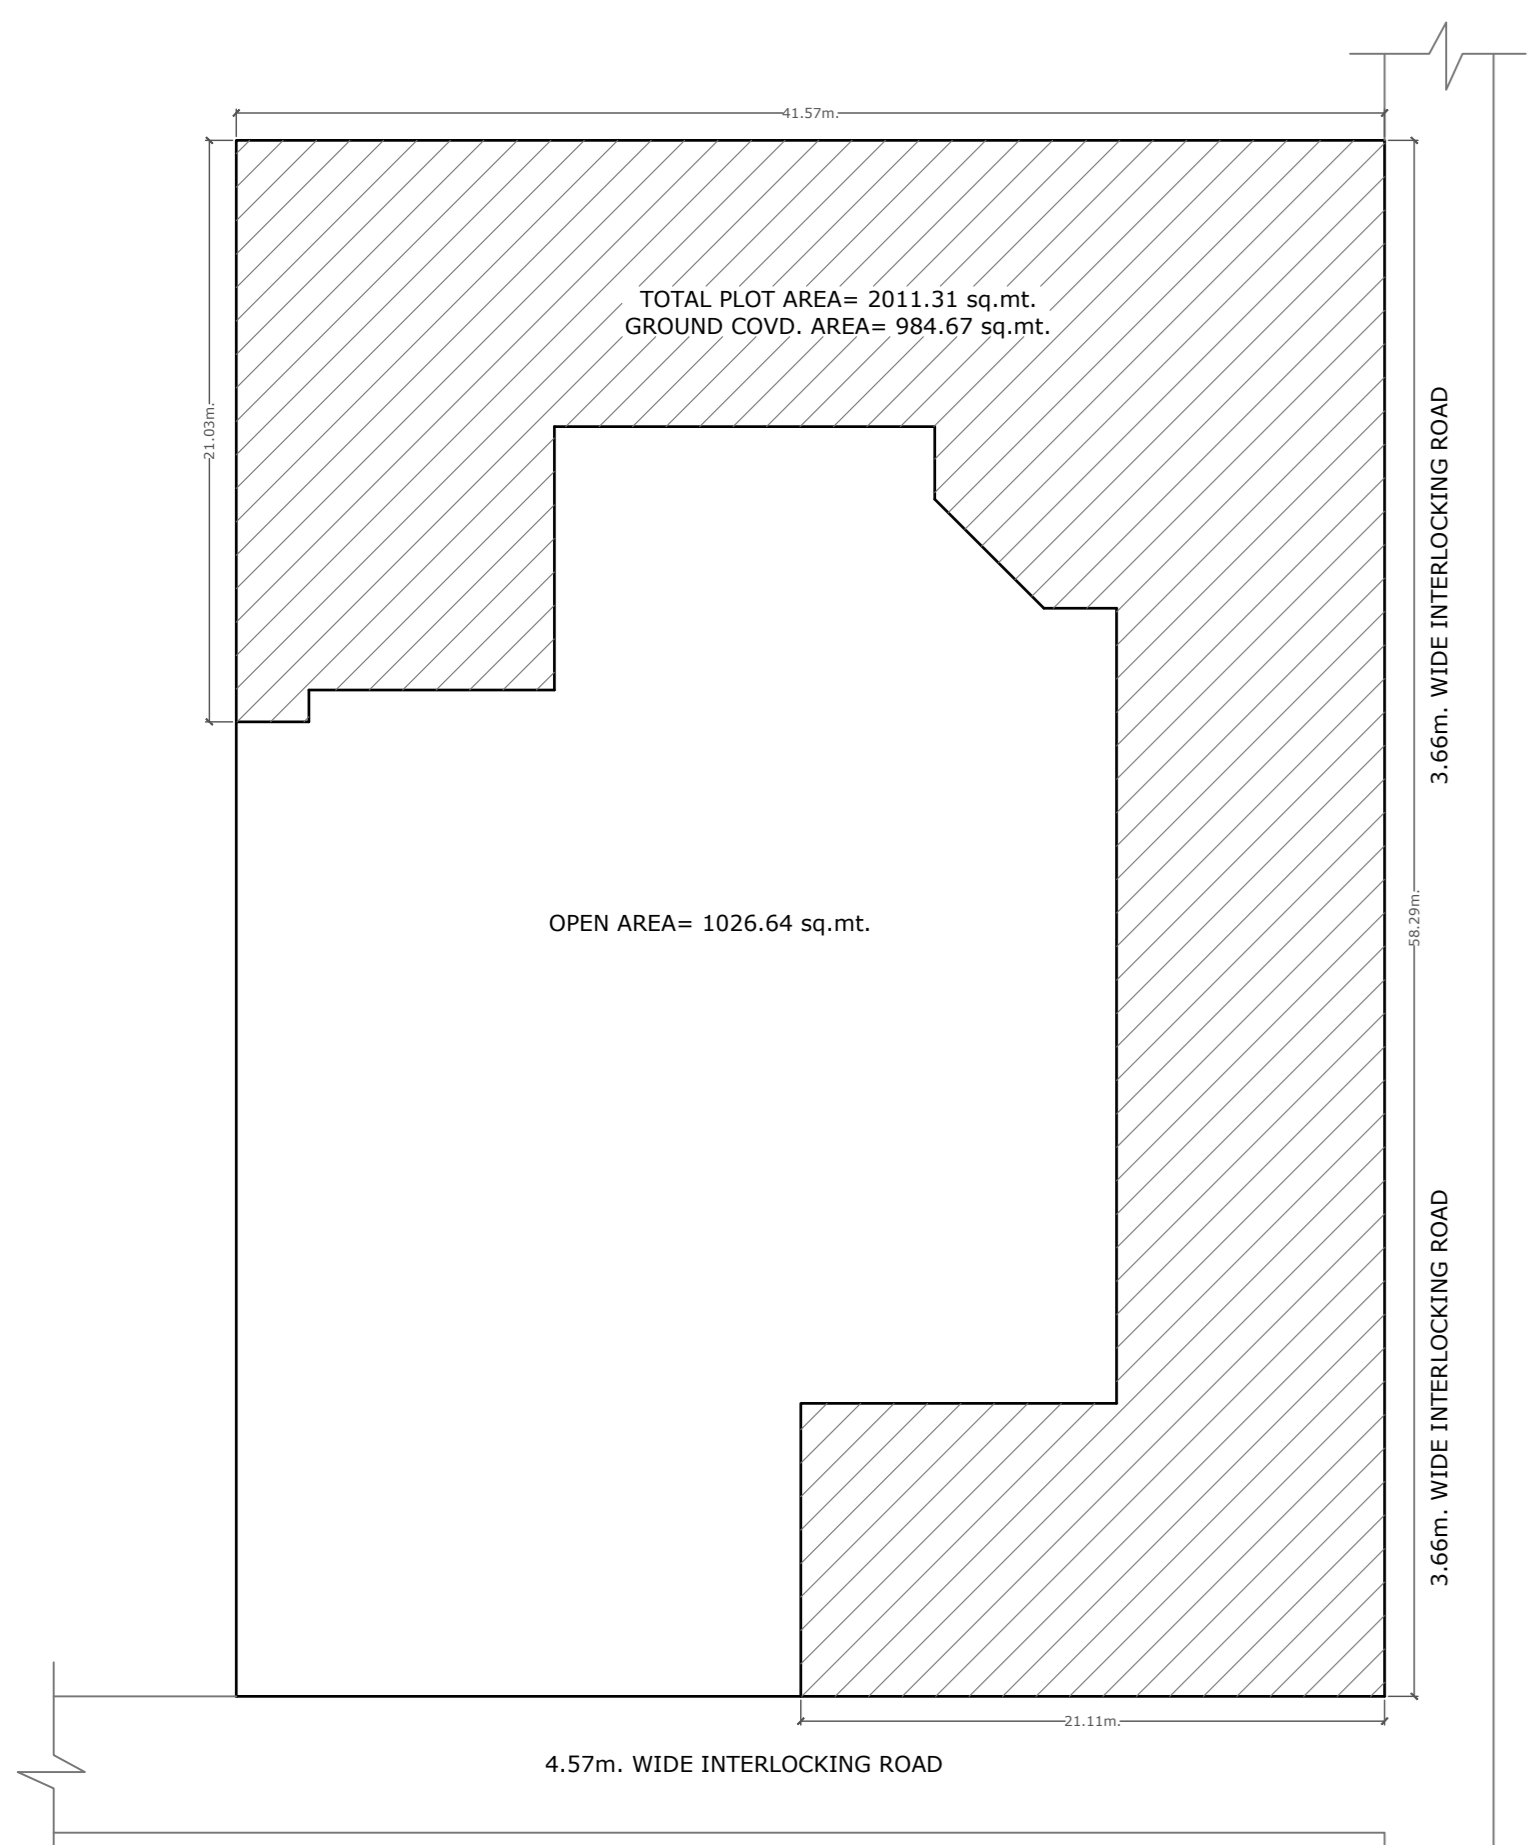 41.57m.
TOTAL PLOT AREA= 2011.31 sq.mt.
GROUND COVD. AREA= 984.67 sq.mt.
21.03m.
3.66m. WIDE INTERLOCKING ROAD
OPEN AREA= 1026.64 sq.mt.
58.29m.
3.66m. WIDE INTERLOCKING ROAD
21.11m.
4.57m. WIDE INTERLOCKING ROAD